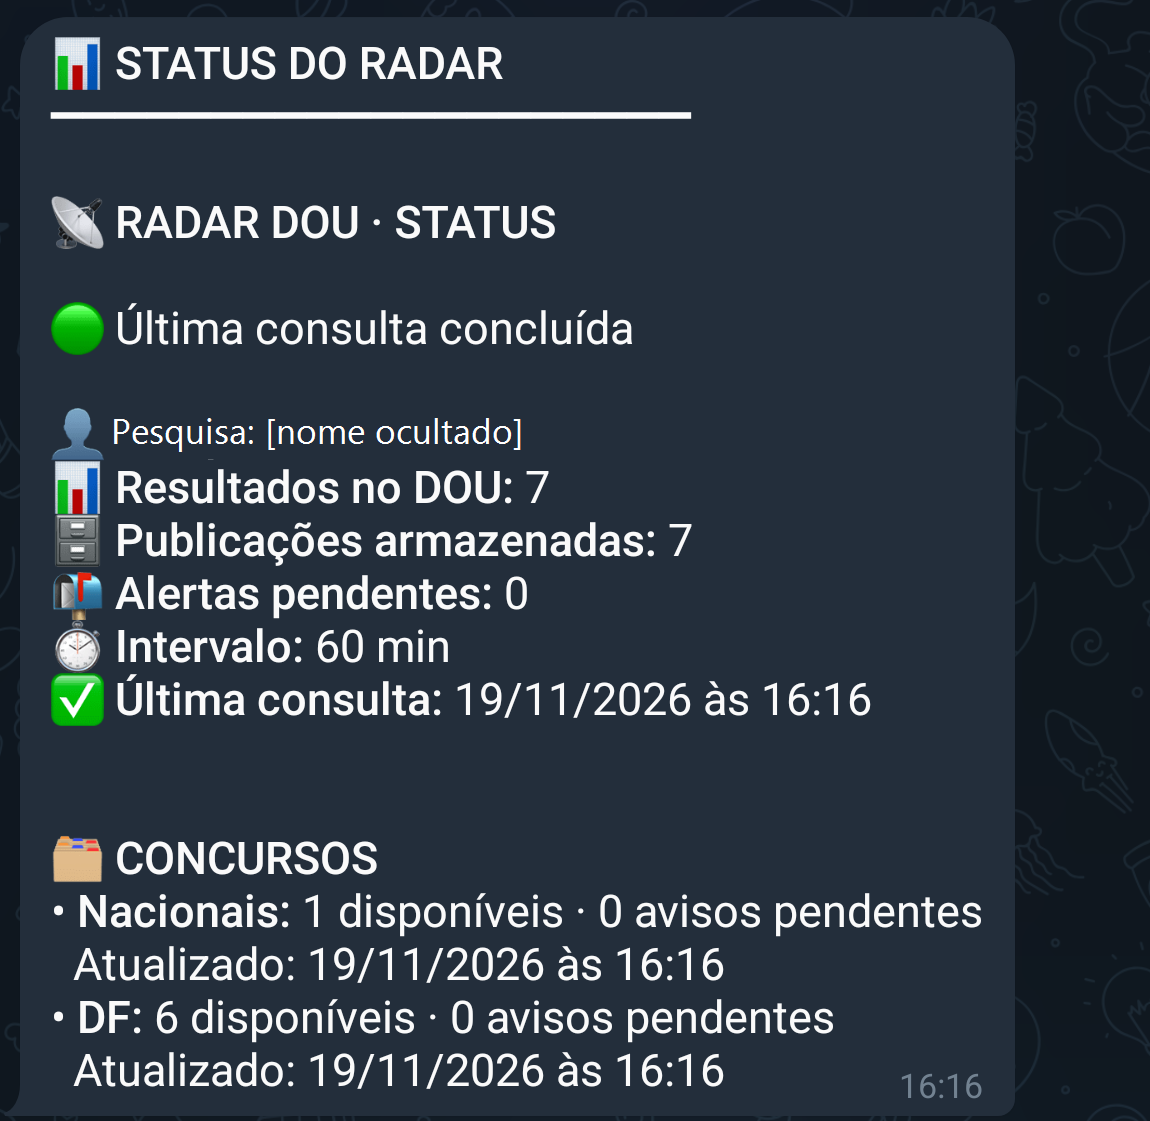 STATUS DO RADAR
RADAR DOU · STATUS
Última consulta concluída
Pesquisa: [nome ocultado]
Resultados no DOU: 7
Publicações armazenadas: 7
Alertas pendentes: 0
Intervalo: 60 min
Última consulta: 19/11/2026 às 16:16
CONCURSOS
• Nacionais: 1 disponíveis · 0 avisos pendentes
Atualizado: 19/11/2026 às 16:16
• DF: 6 disponíveis · 0 avisos pendentes
Atualizado: 19/11/2026 às 16:16
16:16